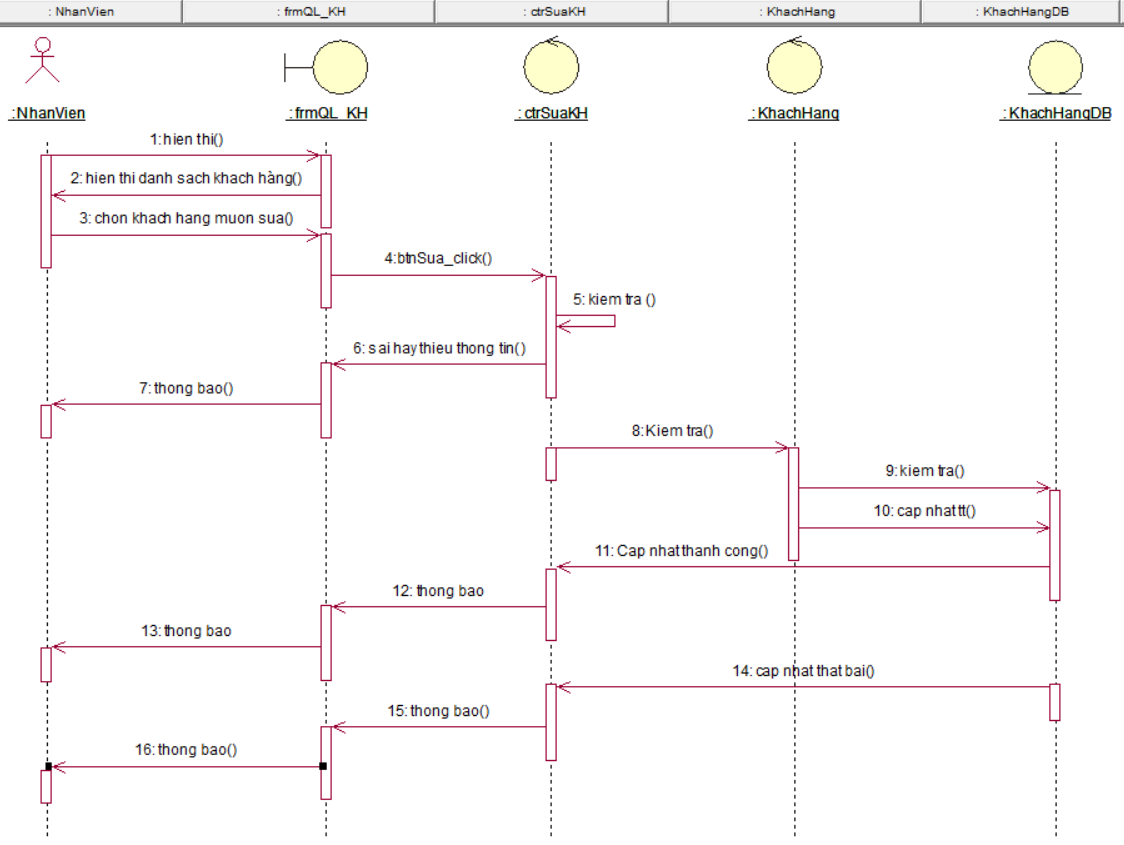 : NhanVien
: frmQL_KH
: ctrSuaKH
: KhachHang
: KhachHangDB
:NhanVien
:frmQL_KH
:ctrSuaKH
:KhachHang
:KhachHangDB
1:hien thi()
2: hien thi danh sach khach hàng()
3: chon khach hang muon sua()
4:btnSua_click()
5: kiem tra ()
6: sai hay thieu thong tin()
7: thong bao()
8:Kiem tra()
9: kiem tra()
10: cap nhat tt()
11: Cap nhat thanh cong()
12: thong bao
13: thong bao
14: cap nhat that bai()
15: thong bao()
16: thong bao()